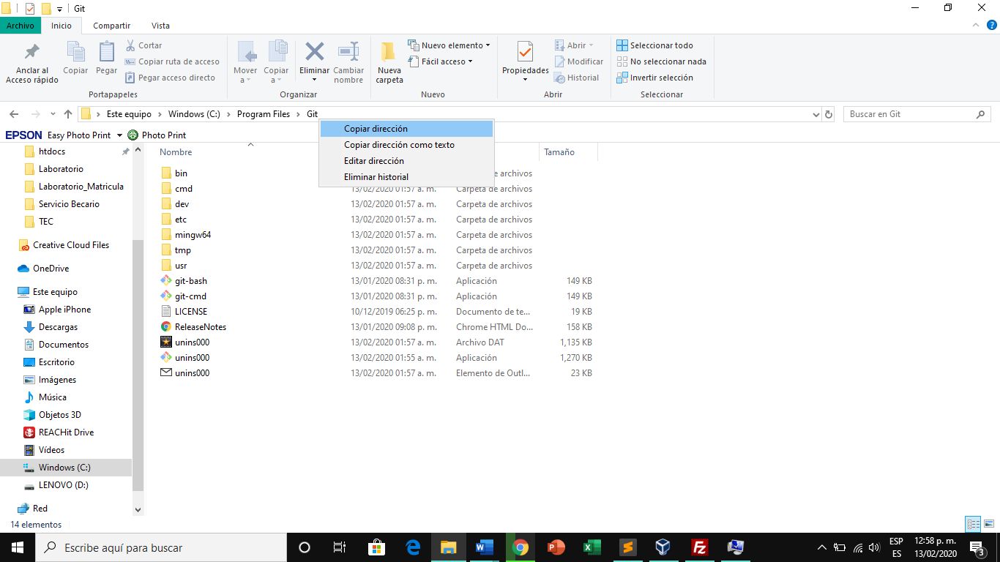 Git
Archivo Inicio Compartir Vista
Anclar al Acceso rápido
Copiar
Pegar
Cortar
Copiar ruta de acceso
Pegar acceso directo
Portapapeles
Mover a
Copiar a
Eliminar
Cambiar nombre
Organizar
Nueva carpeta
Nuevo elemento
Fácil acceso
Nuevo
Propiedades
Abrir
Modificar
Historial
Abrir
Seleccionar todo
No seleccionar nada
Invertir selección
Seleccionar
Este equipo > Windows (C:) > Program Files > Git
Buscar en Git
EPSON Easy Photo Print Photo Print
Copiar dirección
Copiar dirección como texto
Editar dirección
Eliminar historial
htdocs
Laboratorio
Laboratorio_Matricula
Servicio Becario
TEC
Creative Cloud Files
OneDrive
Este equipo
Apple iPhone
Descargas
Documentos
Escritorio
Imágenes
Música
Objetos 3D
REACHit Drive
Vídeos
Windows (C:)
LENOVO (D:)
Red
Nombre Tamaño
bin de archivos
cmd 13/02/2020 01:57 a. m. Carpeta de archivos
dev 13/02/2020 01:57 a. m. Carpeta de archivos
etc 13/02/2020 01:57 a. m. Carpeta de archivos
mingw64 13/02/2020 01:57 a. m. Carpeta de archivos
tmp 13/02/2020 01:57 a. m. Carpeta de archivos
usr 13/02/2020 01:57 a. m. Carpeta de archivos
git-bash 13/01/2020 08:31 p. m. Aplicación 149 KB
git-cmd 13/01/2020 08:31 p. m. Aplicación 149 KB
LICENSE 10/12/2019 06:25 p. m. Documento de te... 19 KB
ReleaseNotes 13/01/2020 09:08 p. m. Chrome HTML Do... 158 KB
unins000 13/02/2020 01:57 a. m. Archivo DAT 1,135 KB
unins000 13/02/2020 01:55 a. m. Aplicación 1,270 KB
unins000 13/02/2020 01:57 a. m. Elemento de Outl... 23 KB
14 elementos
Escribe aquí para buscar
ESP
ES
12:58 p. m.
13/02/2020
3